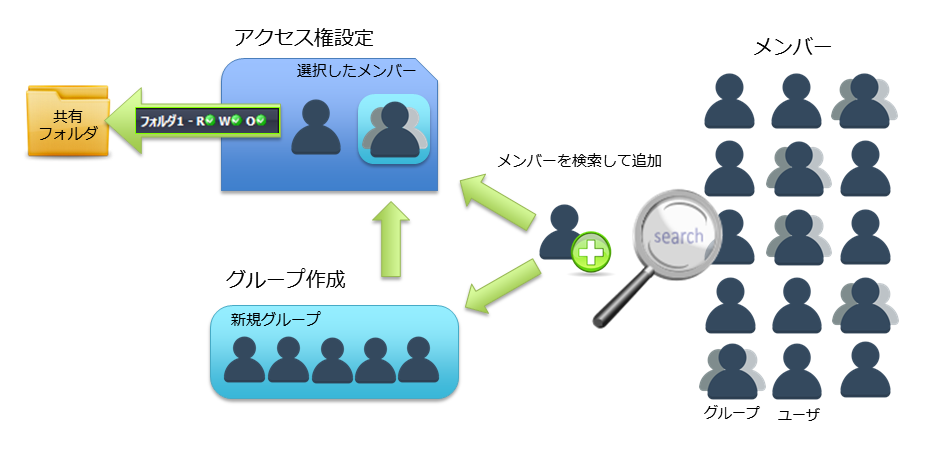 アクセス権設定
選択したメンバー
共有
フォルダ
フォルダ1 - R W O
メンバーを検索して追加
search
メンバー
グループ作成
新規グループ
グループ
ユーザ